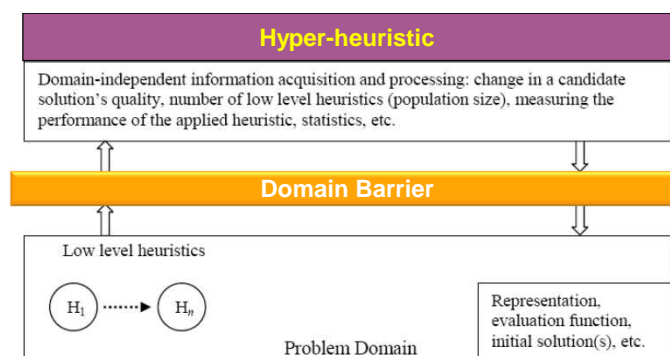 Hyper-heuristic
Domain-independent information acquisition and processing: change in a candidate
solution's quality, number of low level heuristics (population size), measuring the
performance of the applied heuristic, statistics, etc.
Domain Barrier
Low level heuristics
H1
Hn
Representation,
evaluation function,
initial solution(s), etc.
Problem Domain